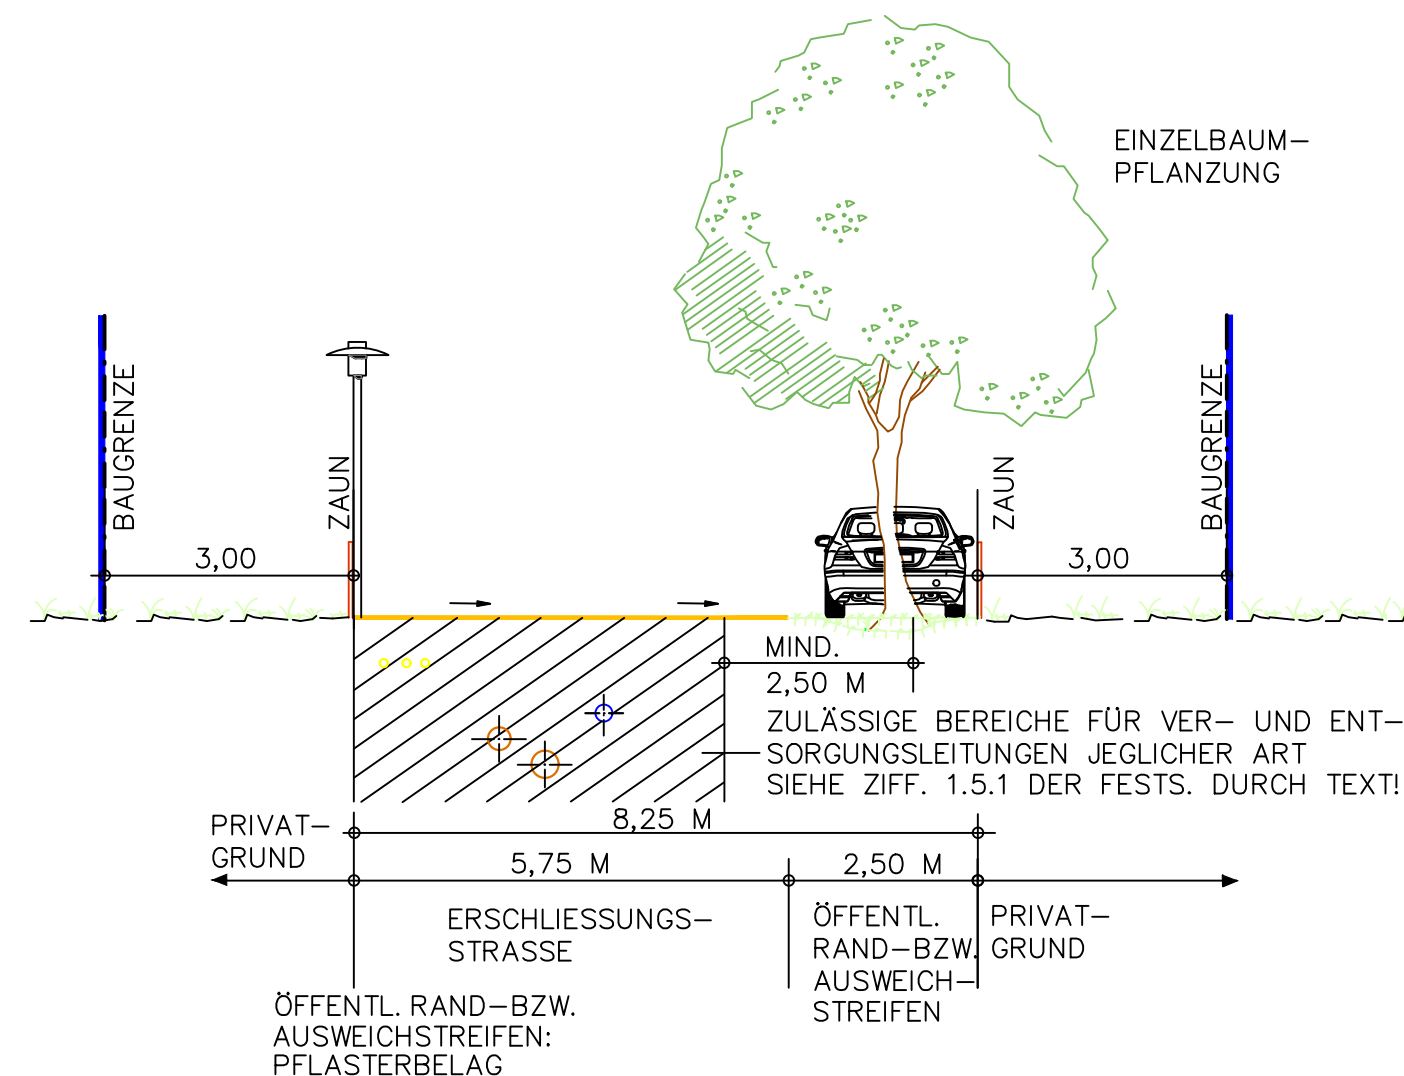 EINZELBAUM–
PFLANZUNG
BAUGRENZE
ZAUN
ZAUN
BAUGRENZE
3,00
3,00
MIND.
2,50 M
ZULÄSSIGE BEREICHE FÜR VER– UND ENT–
SORGUNGSLEITUNGEN JEGLICHER ART
SIEHE ZIFF. 1.5.1 DER FESTS. DURCH TEXT!
PRIVAT–
GRUND
8,25 M
5,75 M
2,50 M
ERSCHLIESSUNGS–
STRASSE
ÖFFENTL.
RAND–BZW.
AUSWEICH–
STREIFEN
PRIVAT–
GRUND
ÖFFENTL. RAND–BZW.
AUSWEICHSTREIFEN:
PFLASTERBELAG